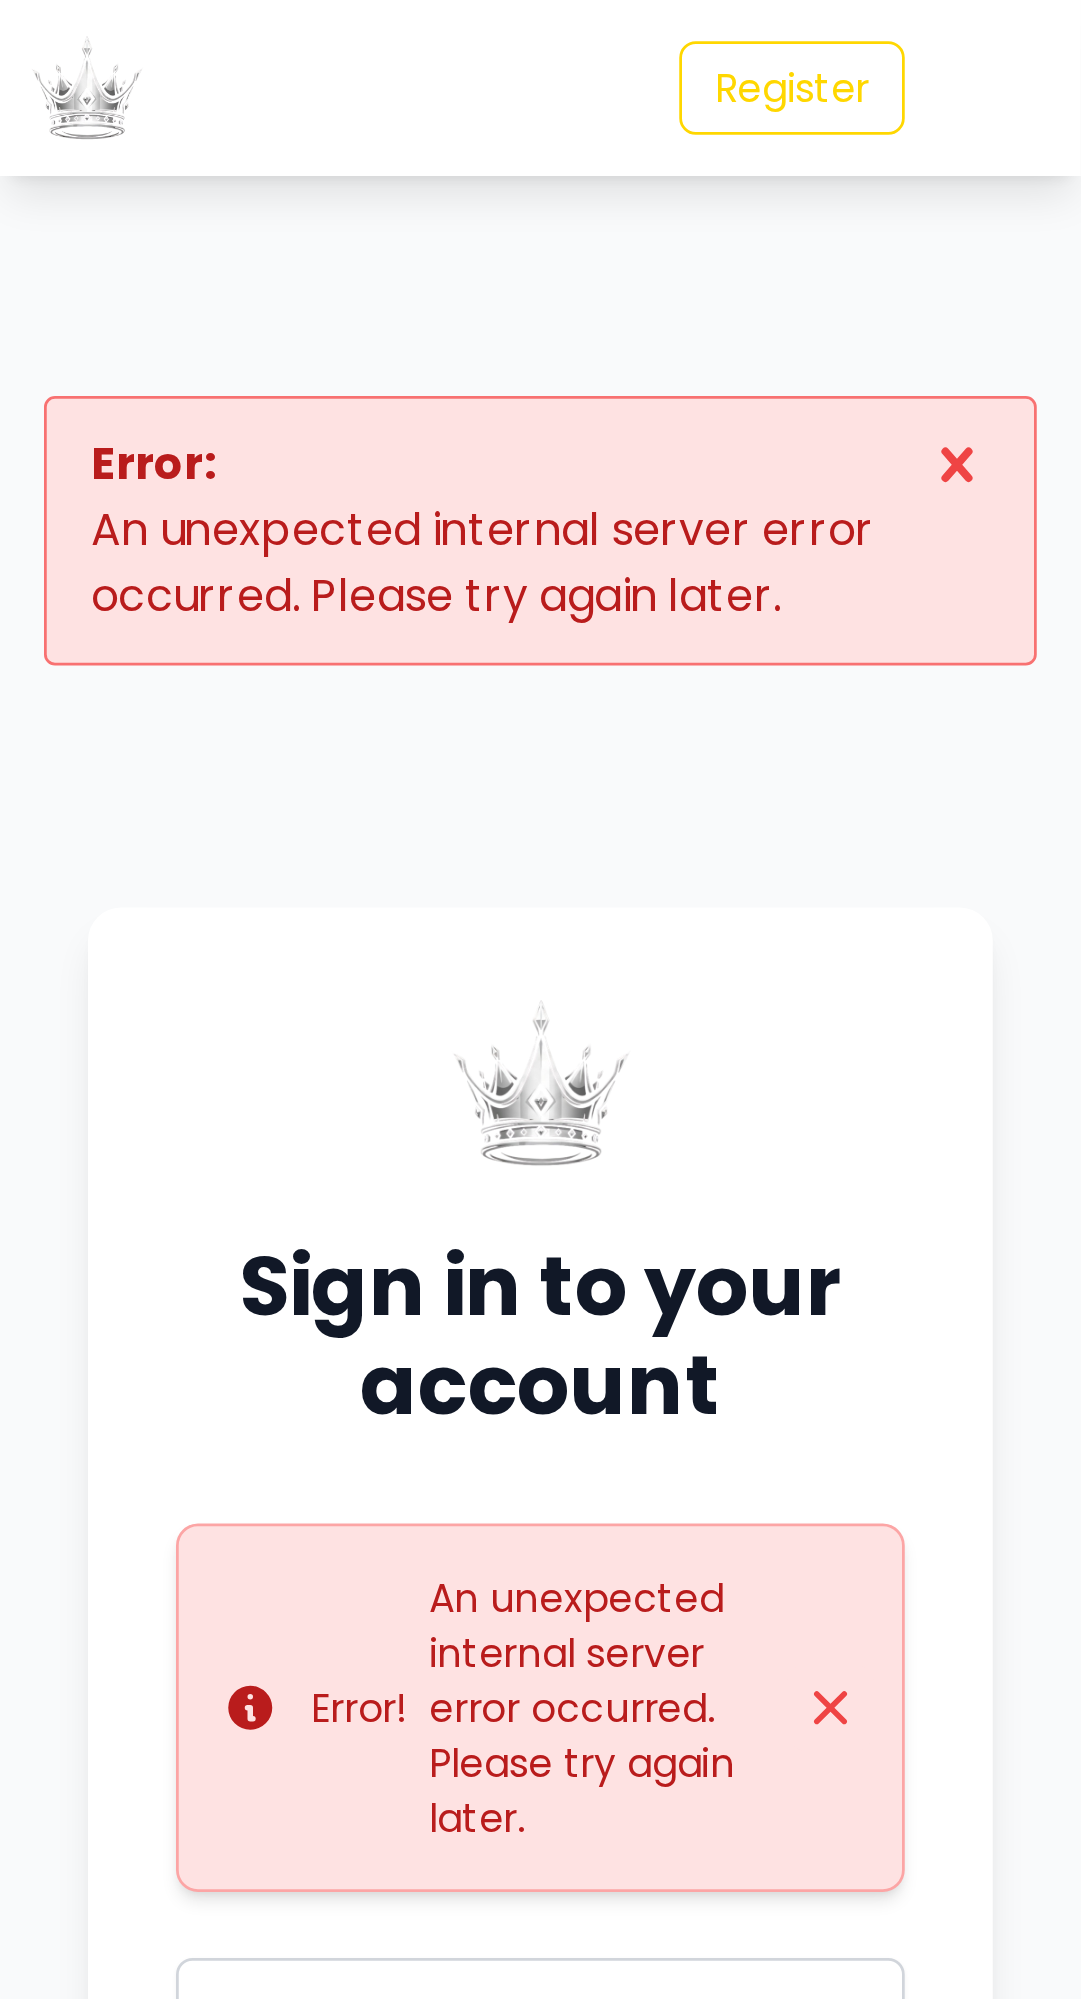 Register
Error:
An unexpected internal server error
occurred. Please try again later.
Sign in to your
account
Error!
An unexpected
internal server
error occurred.
Please try again
later.